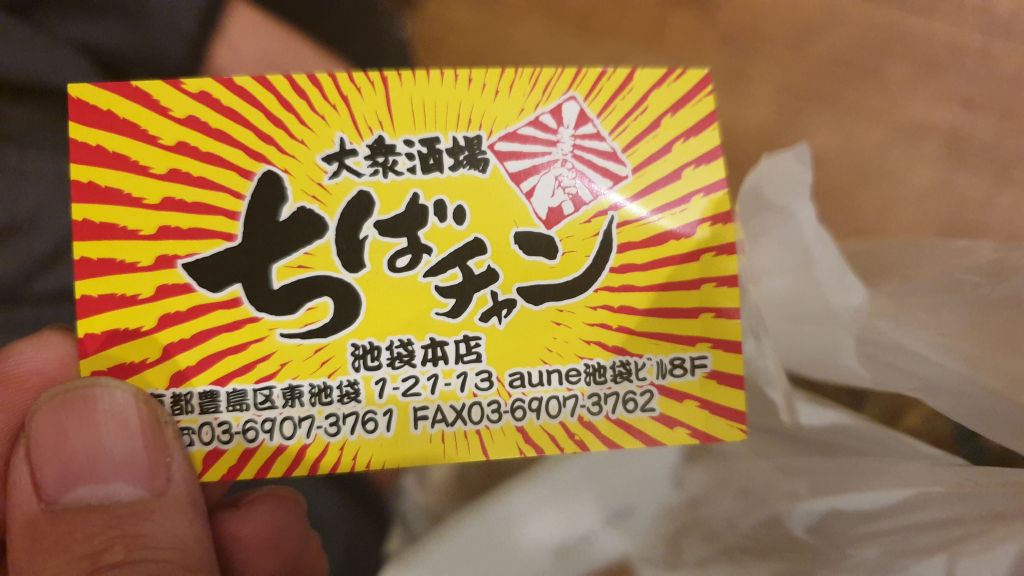 大衆酒場
ちばチャン
池袋本店
都豊島区東池袋 1-21-13 aune池袋ビル8F
03-6907-3761 FAX03-6907-3762